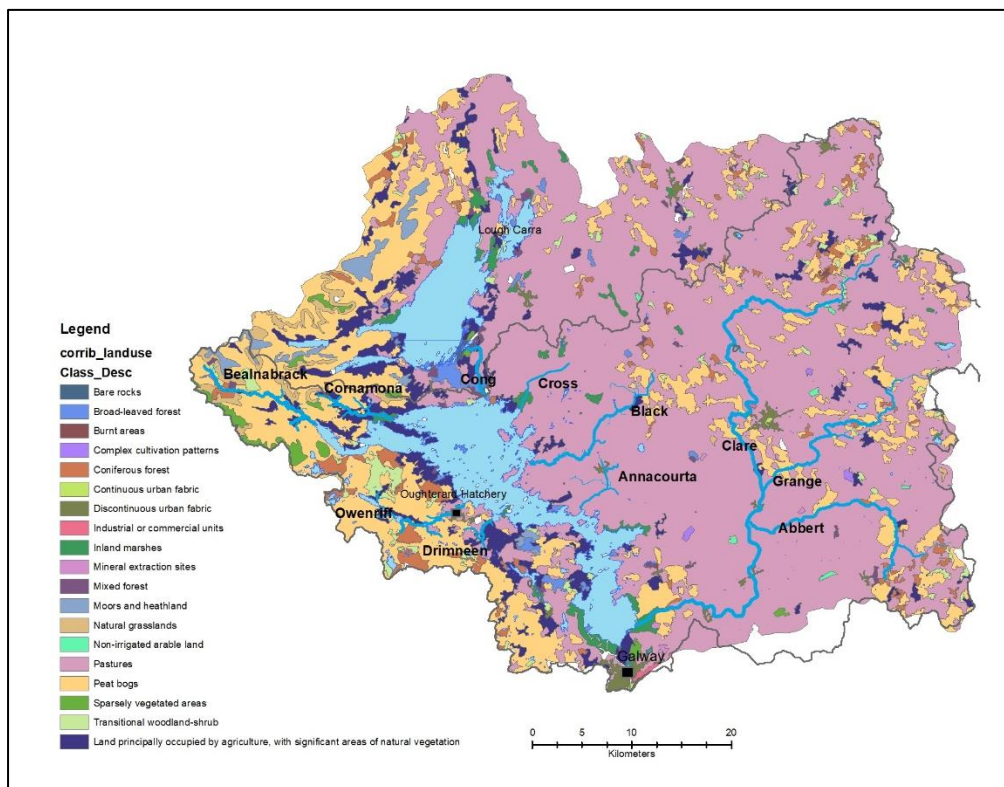 Lough Carra
Legend
corrib_landuse
Class_Desc
Bare rocks
Broad-leaved forest
Burnt areas
Complex cultivation patterns
Coniferous forest
Continuous urban fabric
Discontinuous urban fabric
Industrial or commercial units
Inland marshes
Mineral extraction sites
Mixed forest
Moors and heathland
Natural grasslands
Non-irrigated arable land
Pastures
Peat bogs
Sparsely vegetated areas
Transitional woodland-shrub
Land principally occupied by agriculture, with significant areas of natural vegetation
Bealnabrack
Cornamona
Cong
Cross
Black
Clare
Annacourta
Grange
Oughterard Hatchery
Owenriff
Abbert
Drimneen
Galway
0 5 10 15 20
Kilometers